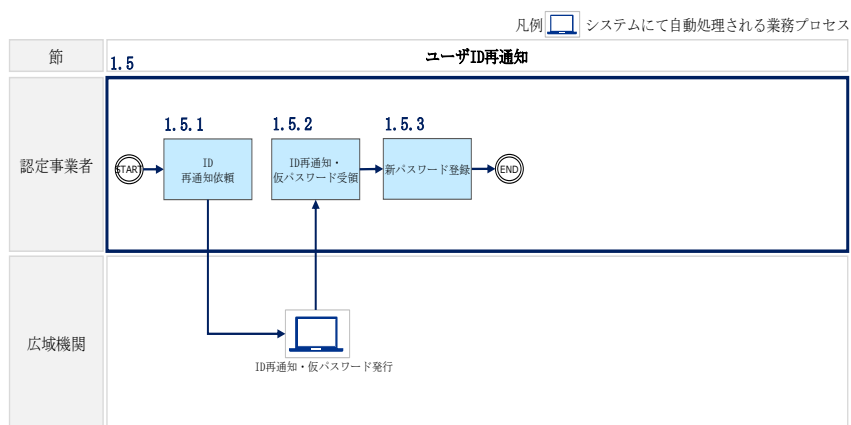 凡例 システムにて自動処理される業務プロセス
節
1.5
ユーザID再通知
認定事業者
START
1.5.1
ID
再通知依頼
1.5.2
ID再通知・
仮パスワード受領
1.5.3
新パスワード登録
END
広域機関
ID再通知・仮パスワード発行